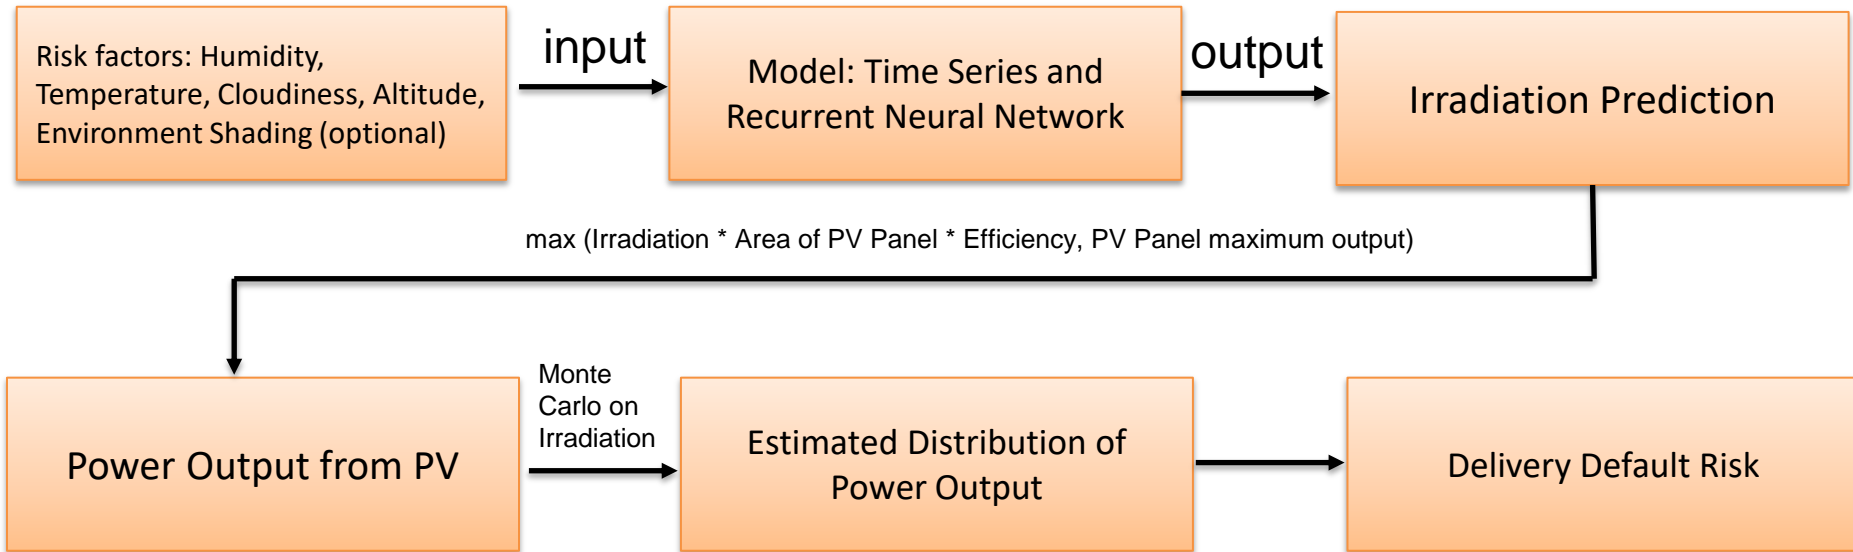 Risk factors: Humidity,
Temperature, Cloudiness, Altitude,
Environment Shading (optional)
input
Model: Time Series and
Recurrent Neural Network
output
Irradiation Prediction
max (Irradiation * Area of PV Panel * Efficiency, PV Panel maximum output)
Power Output from PV
Monte
Carlo on
Irradiation
Estimated Distribution of
Power Output
Delivery Default Risk